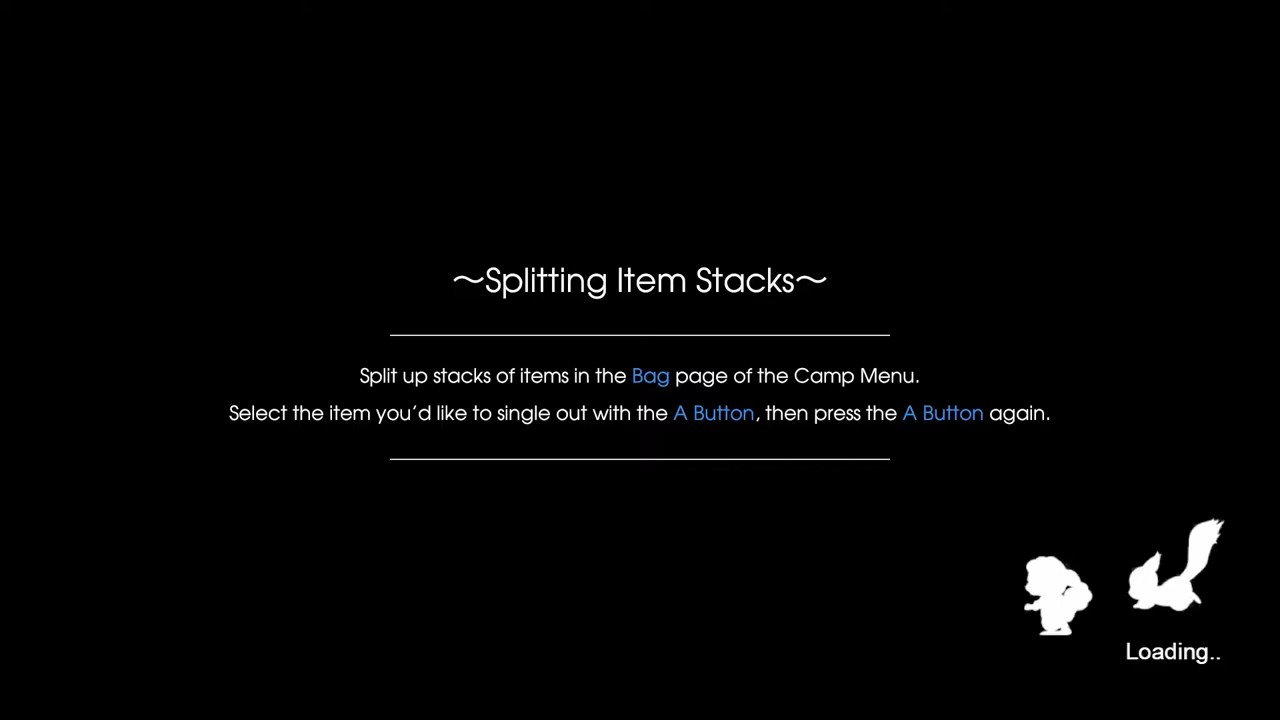 ～Splitting Item Stacks～
Split up stacks of items in the Bag page of the Camp Menu.
Select the item you’d like to single out with the A Button, then press the A Button again.
Loading..